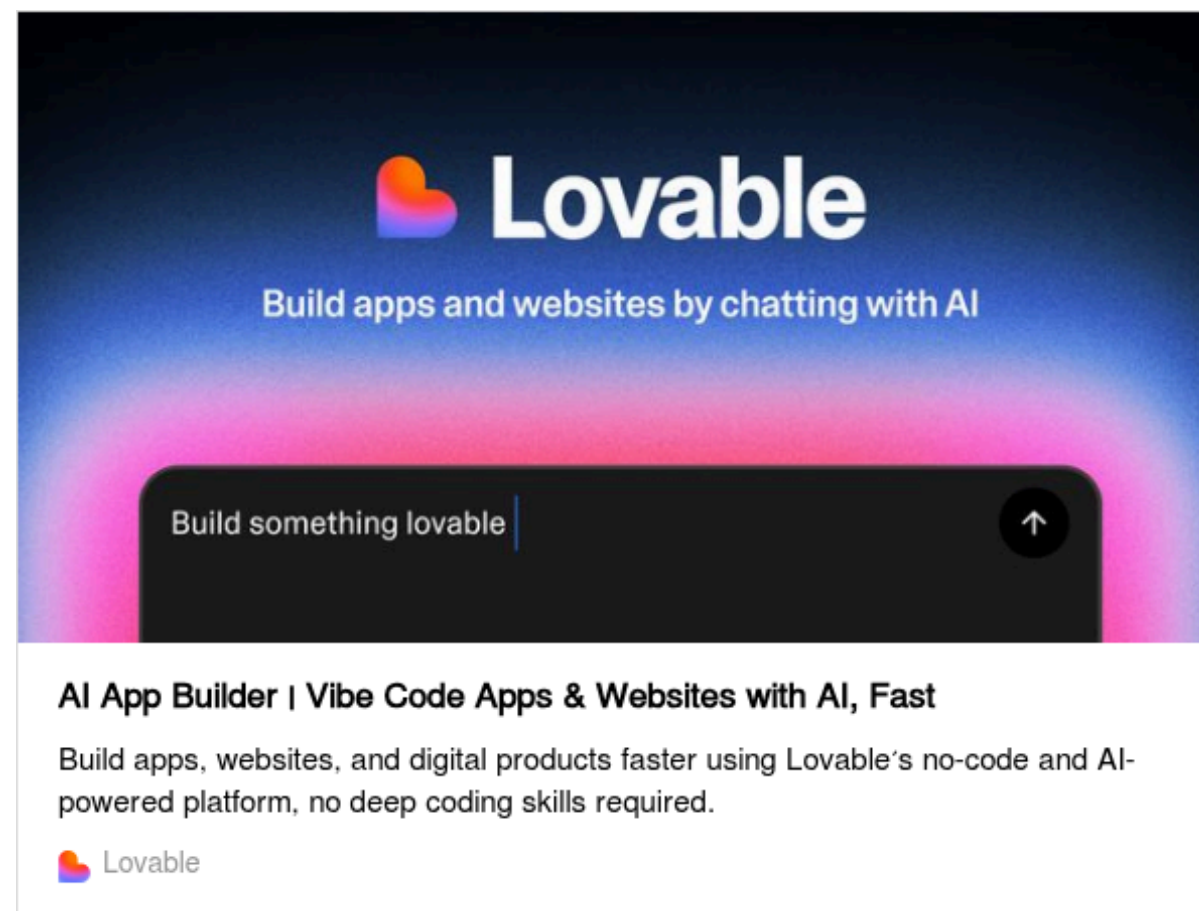 Lovable
Build apps and websites by chatting with AI
Build something lovable
AI App Builder | Vibe Code Apps & Websites with AI, Fast
Build apps, websites, and digital products faster using Lovable's no-code and AI-
powered platform, no deep coding skills required.
Lovable